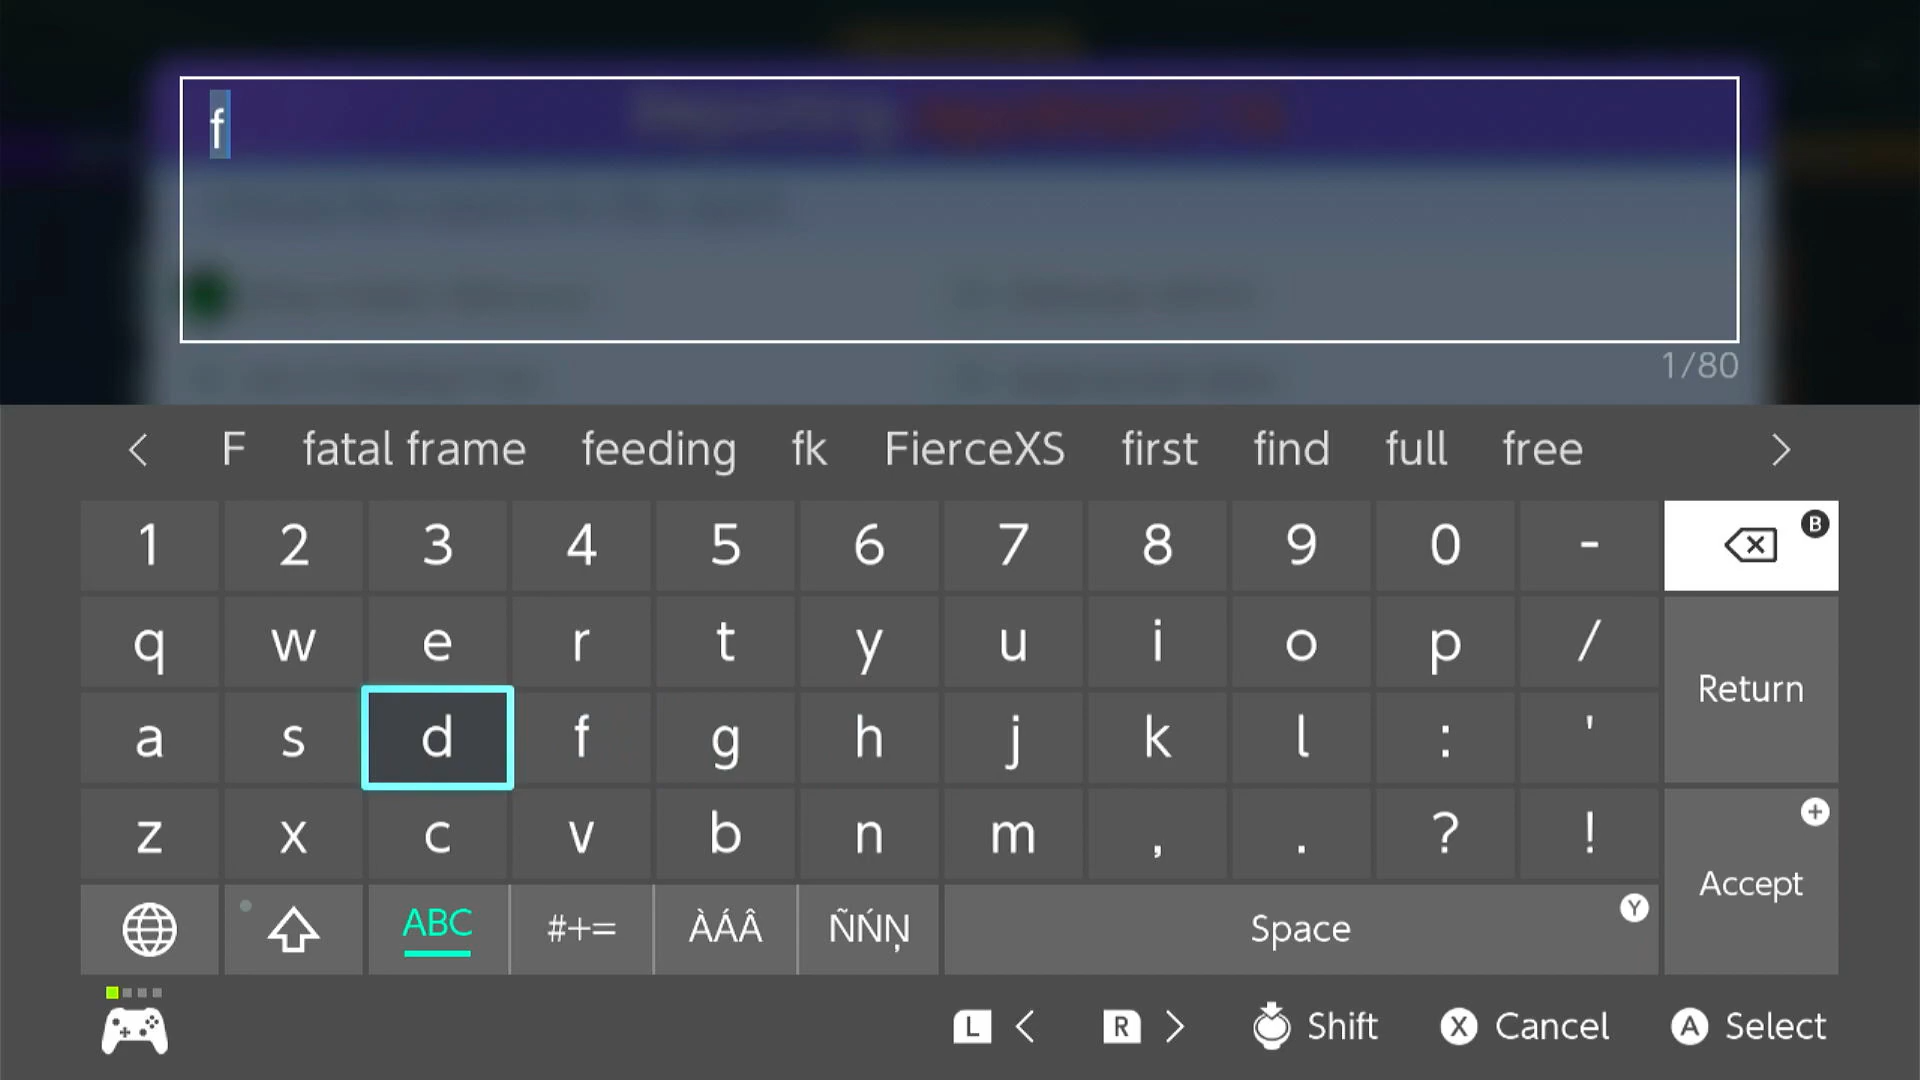 f
1/80
F fatal frame feeding fk FierceXS first find full free
1 2 3 4 5 6 7 8 9 0 - B
q w e r t y u i o p /
Return
a s d f g h j k l : '
z x c v b n m , . ? ! +
Accept
ABC #+= ÀÁÂ ÑŃŅ Space Y
L < R > Shift X Cancel A Select